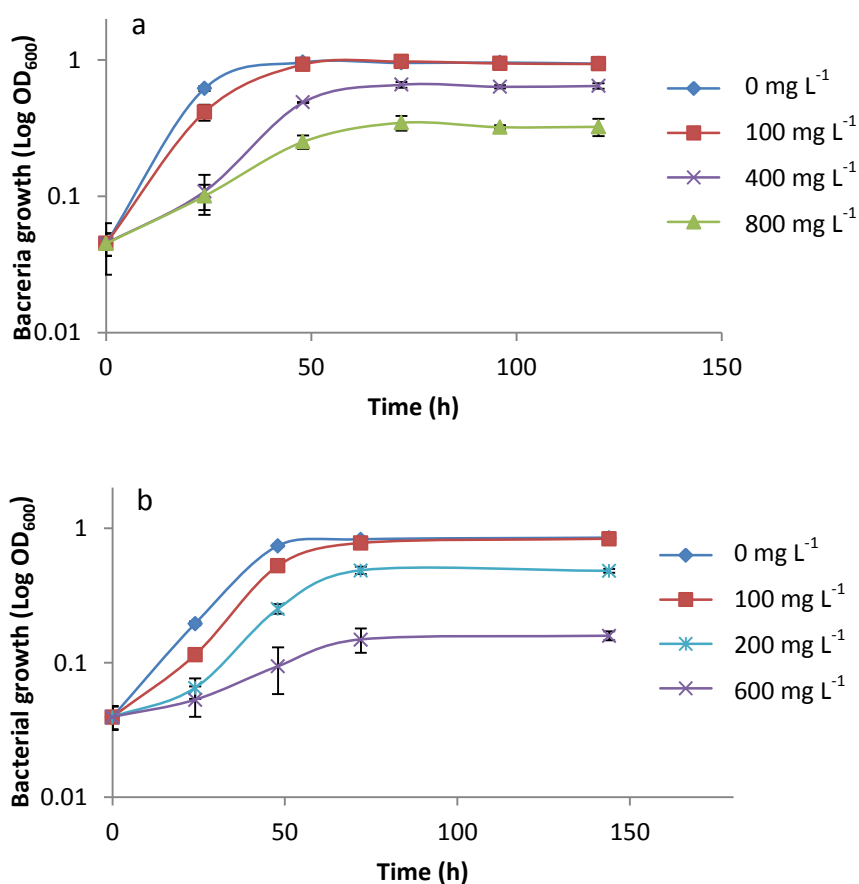 a
Bacreria growth (Log OD600)
1
0.1
0.01
0
50
100
150
Time (h)
0 mg L-1
100 mg L-1
400 mg L-1
800 mg L-1
b
Bacterial growth (Log OD600)
1
0.1
0.01
0
50
100
150
Time (h)
0 mg L-1
100 mg L-1
200 mg L-1
600 mg L-1